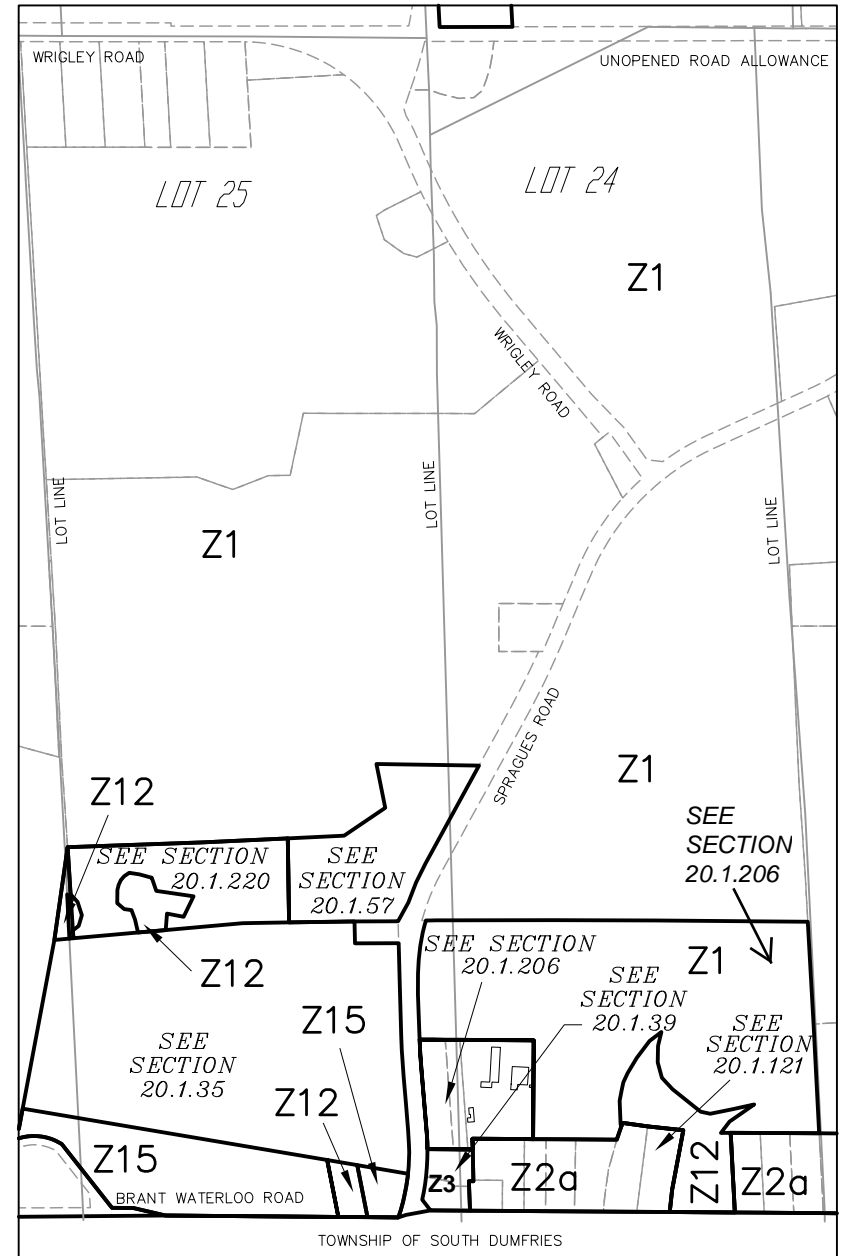 WRIGLEY ROAD
UNOPENED ROAD ALLOWANCE
LOT 25
LOT 24
Z1
WRIGLEY ROAD
LOT LINE
LOT LINE
LOT LINE
Z1
SPRAGUES ROAD
Z1
Z12
SEE
SECTION
20.1.206
SEE SECTION
20.1.220
SEE
SECTION
20.1.57
Z12
SEE SECTION
20.1.206
Z1
SEE
SECTION
20.1.39
SEE
SECTION
20.1.121
Z15
SEE
SECTION
20.1.35
Z12
Z15
BRANT WATERLOO ROAD
Z3
Z2a
Z12
Z2a
TOWNSHIP OF SOUTH DUMFRIES